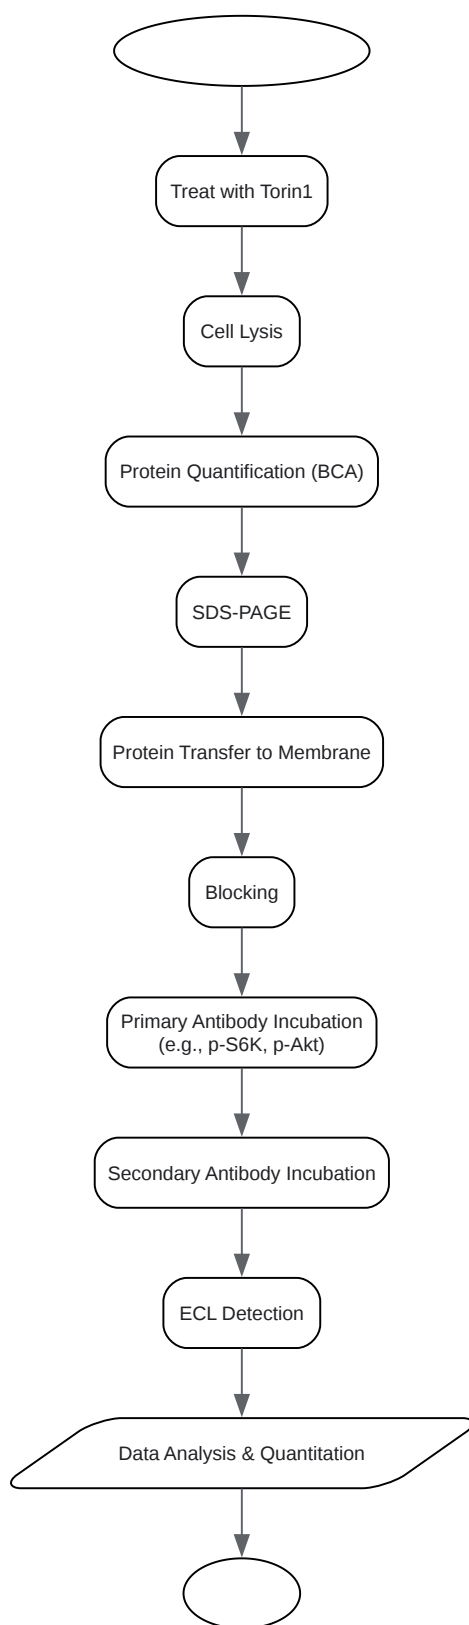 Treat with Torin1
Cell Lysis
Protein Quantification (BCA)
SDS-PAGE
Protein Transfer to Membrane
Blocking
Primary Antibody Incubation
(e.g., p-S6K, p-Akt)
Secondary Antibody Incubation
ECL Detection
Data Analysis & Quantitation